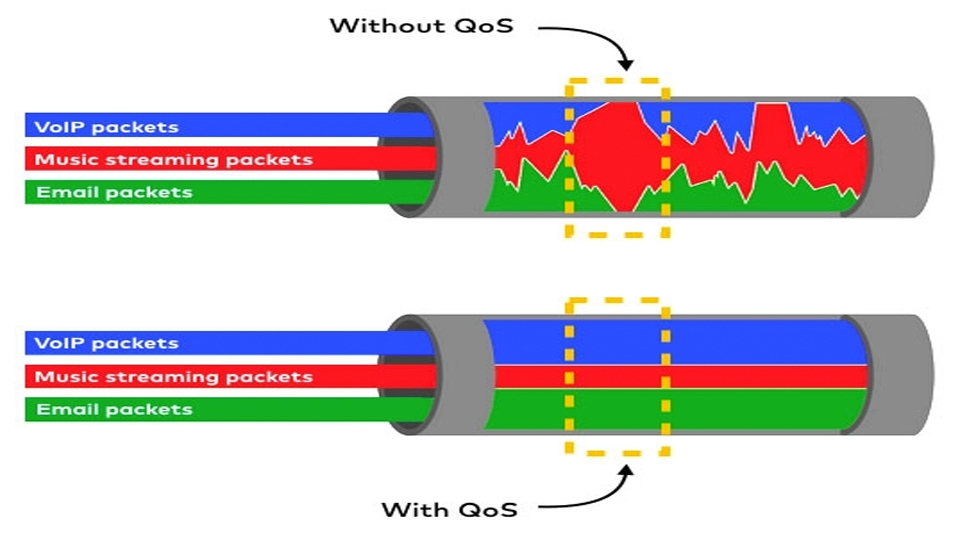 Without QoS
VoIP packets
Music streaming packets
Email packets
VoIP packets
Music streaming packets
Email packets
With QoS